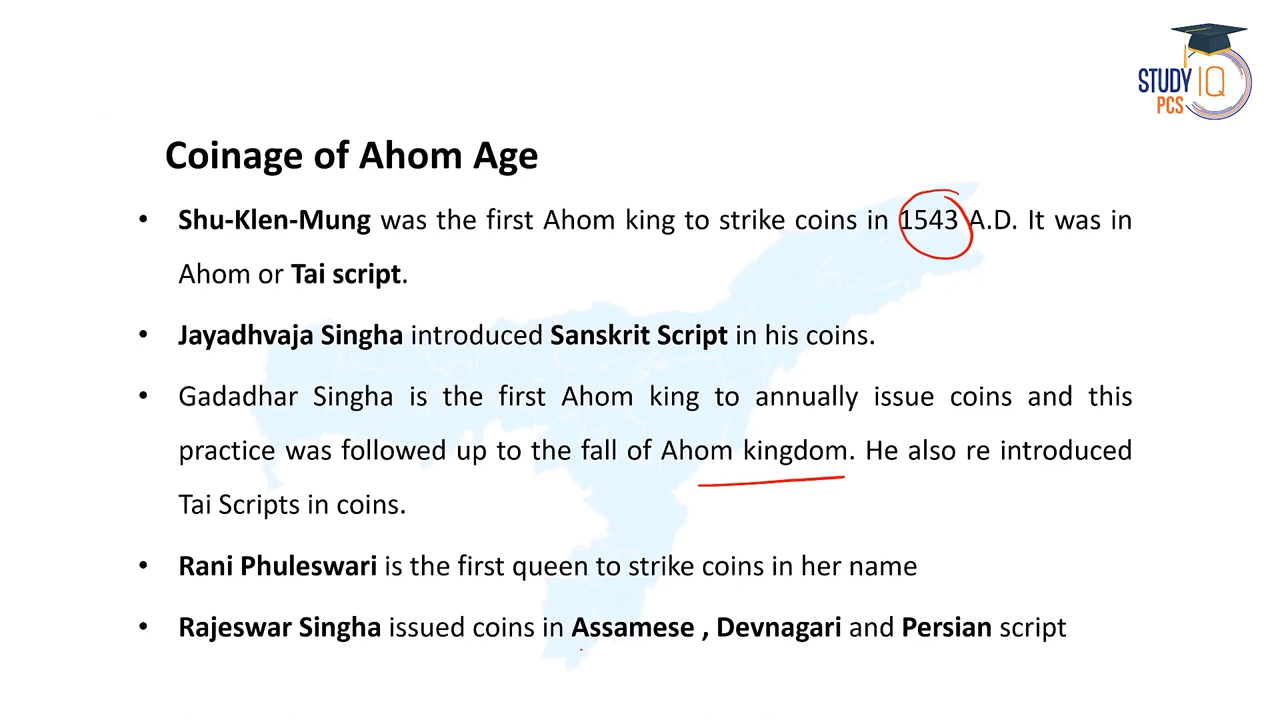 STUDY IQ
PCS
Coinage of Ahom Age
• Shu-Klen-Mung was the first Ahom king to strike coins in 1543 A.D. It was in
Ahom or Tai script.
• Jayadhvaja Singha introduced Sanskrit Script in his coins.
• Gadadhar Singha is the first Ahom king to annually issue coins and this
practice was followed up to the fall of Ahom kingdom. He also re introduced
Tai Scripts in coins.
• Rani Phuleswari is the first queen to strike coins in her name
• Rajeswar Singha issued coins in Assamese , Devnagari and Persian script